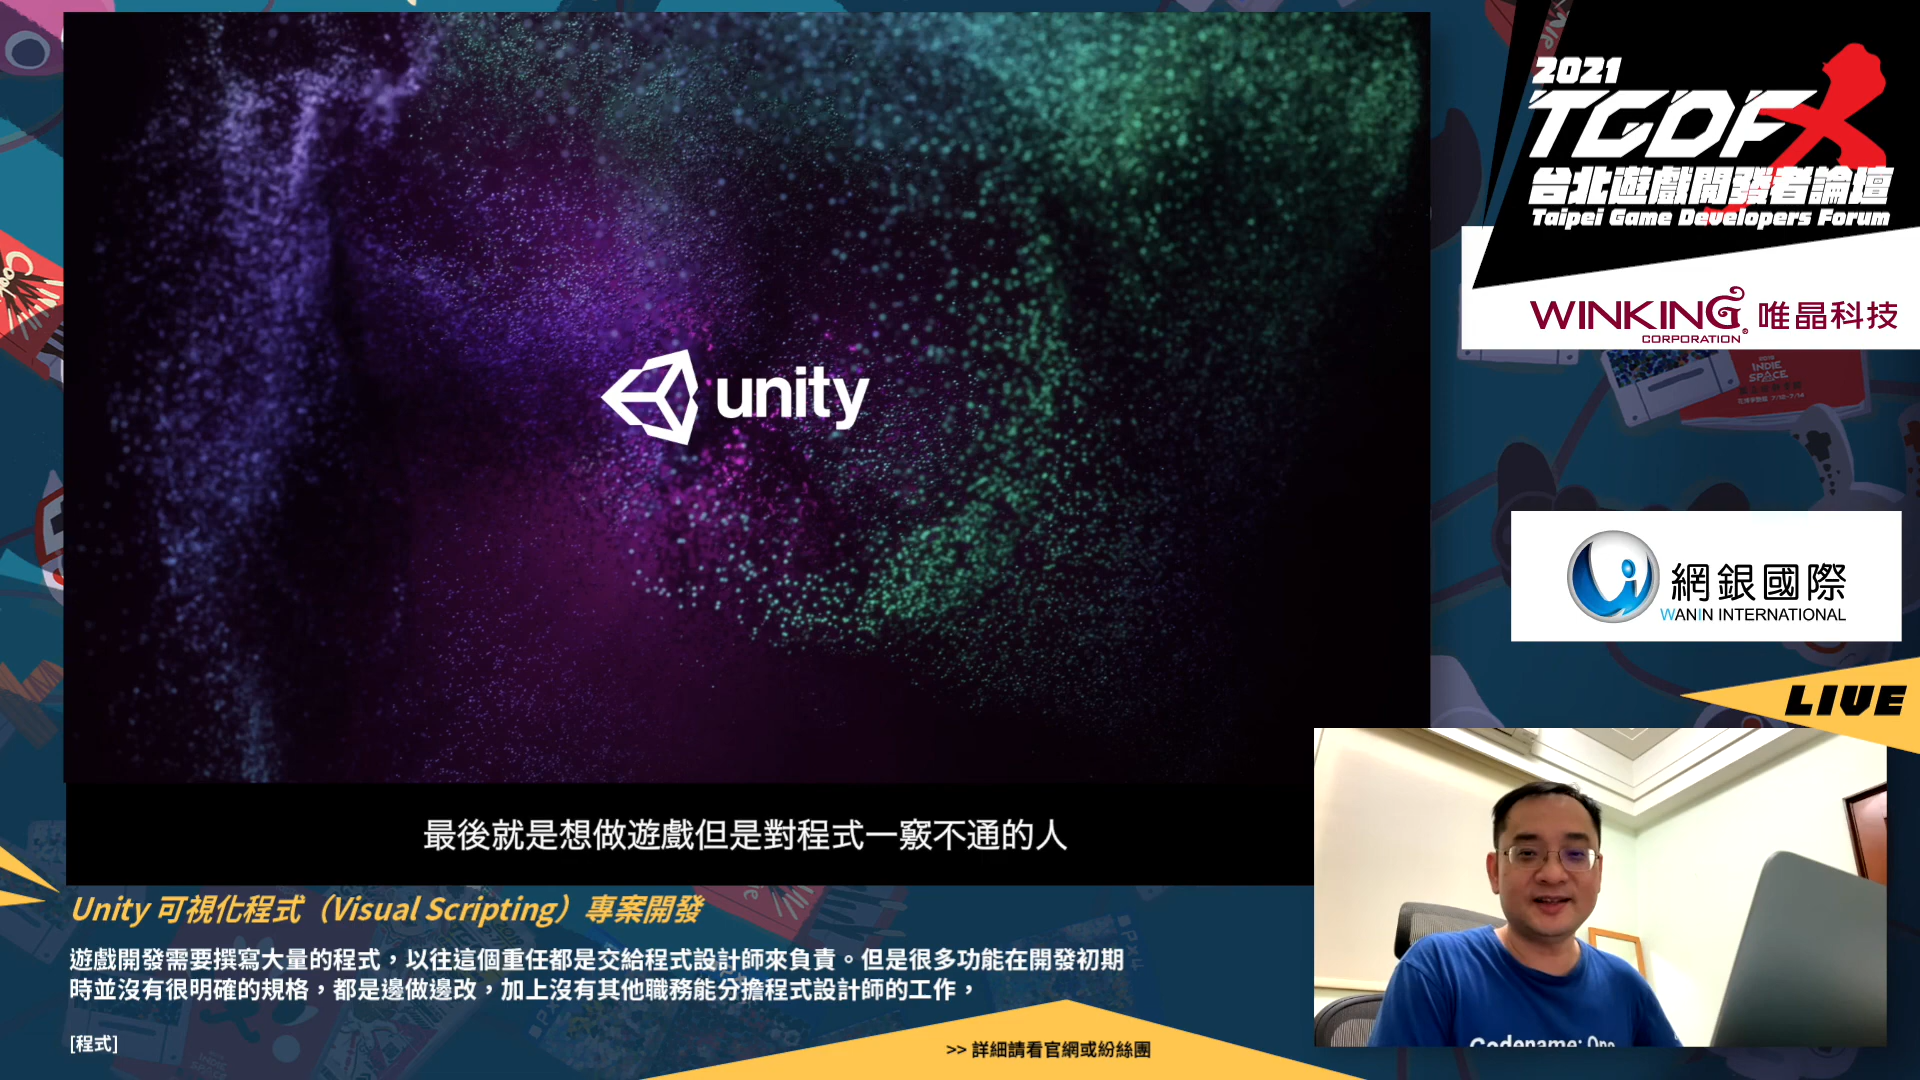 unity
最後就是想做遊戲但是對程式一竅不通的人
Unity 可視化程式（Visual Scripting）專案開發
遊戲開發需要撰寫大量的程式，以往這個重任都是交給程式設計師來負責。但是很多功能在開發初期
時並沒有很明確的規格，都是邊做邊改，加上沒有其他職務能分擔程式設計師的工作，
[程式]
>> 詳細請看官網或紛絲團
2021
TGDF X
台北遊戲開發者論壇
Taipei Game Developers Forum
WINKING 唯晶科技
CORPORATION
INDIE
SPACE
網銀國際
WANIN INTERNATIONAL
LIVE
Codename: One